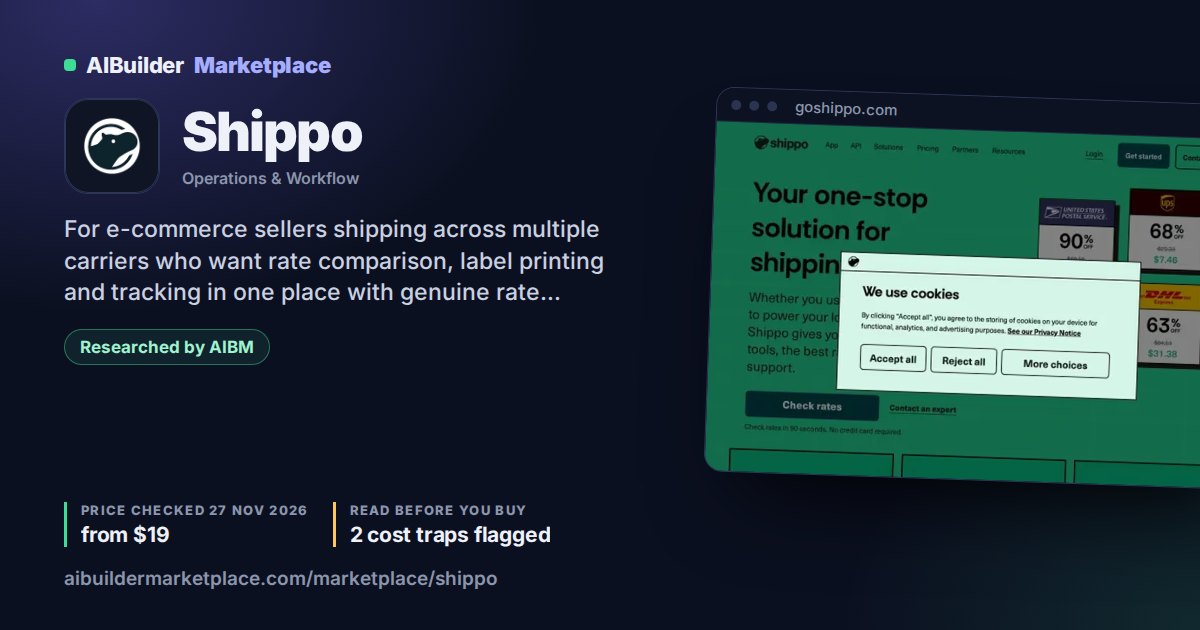 AIBuilder Marketplace
Shippo
Operations & Workflow
For e-commerce sellers shipping across multiple
carriers who want rate comparison, label printing
and tracking in one place with genuine rate...
Researched by AIBM
PRICE CHECKED 27 NOV 2026
from $19
READ BEFORE YOU BUY
2 cost traps flagged
aibuildermarketplace.com/marketplace/shippo
goshippo.com
shippo
App
API
Solutions
Pricing
Partners
Resources
Login
Get started
Your one-stop
solution for
shippin
Whether you us
to power your lo
Shippo gives yo
tools, the best r
support.
Check rates
Contact an expert
Check rates in 90 seconds. No credit card required.
UNITED STATES
POSTAL SERVICE
90% OFF
ups
68% OFF
$7.46
DHL
Express
63% OFF
$31.38
We use cookies
By clicking "Accept all", you agree to the storing of cookies on your device for
functional, analytics, and advertising purposes. See our Privacy Notice
Accept all
Reject all
More choices